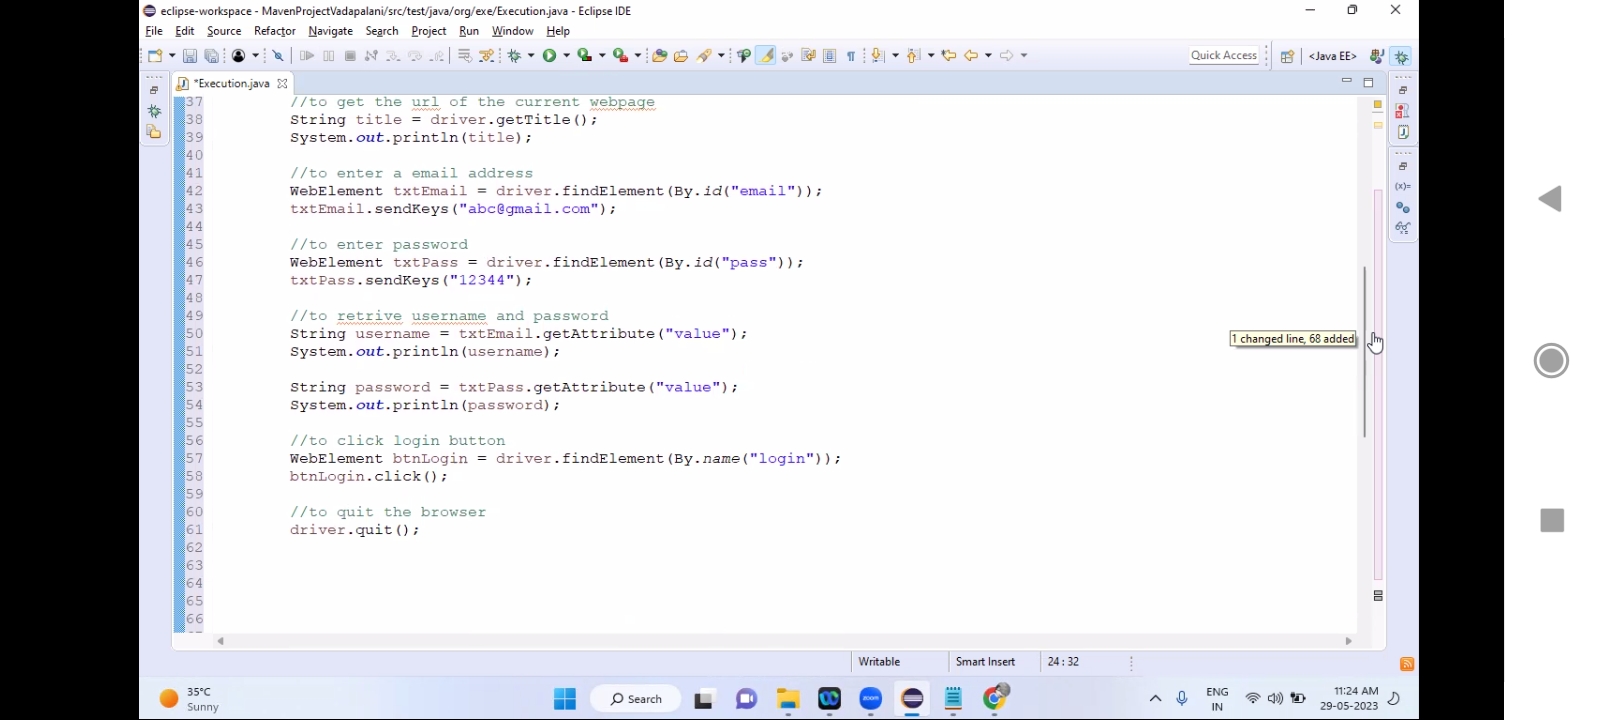 eclipse-workspace - MavenProjectVadapalani/src/test/java/org/exe/Execution.java - Eclipse IDE
File Edit Source Refactor Navigate Search Project Run Window Help
Quick Access <Java EE>
*Execution.java
37 //to get the url of the current webpage
38 String title = driver.getTitle();
39 System.out.println(title);
40
41 //to enter a email address
42 WebElement txtEmail = driver.findElement(By.id("email"));
43 txtEmail.sendKeys("abc@gmail.com");
44
45 //to enter password
46 WebElement txtPass = driver.findElement(By.id("pass"));
47 txtPass.sendKeys("12344");
48
49 //to retrive username and password
50 String username = txtEmail.getAttribute("value");
51 System.out.println(username);
1 changed line, 68 added
52
53 String password = txtPass.getAttribute("value");
54 System.out.println(password);
55
56 //to click login button
57 WebElement btnLogin = driver.findElement(By.name("login"));
58 btnLogin.click();
59
60 //to quit the browser
61 driver.quit();
62
63
64
65
66
Writable Smart Insert 24 : 32
35°C
Sunny
Search
zoom
ENG
IN
11:24 AM
29-05-2023